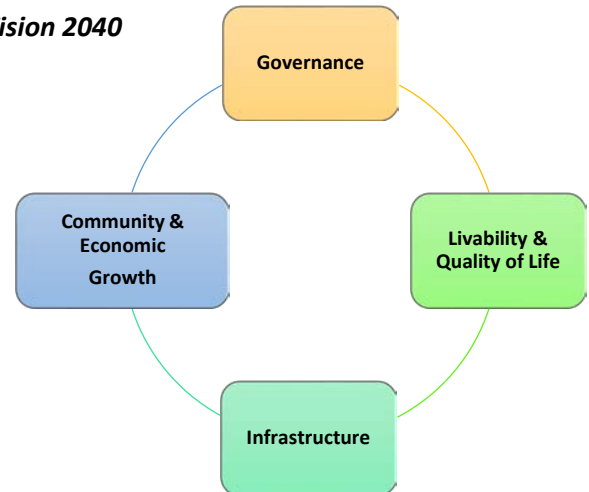 ision 2040
Governance
Community &
Economic
Growth
Livability &
Quality of Life
Infrastructure